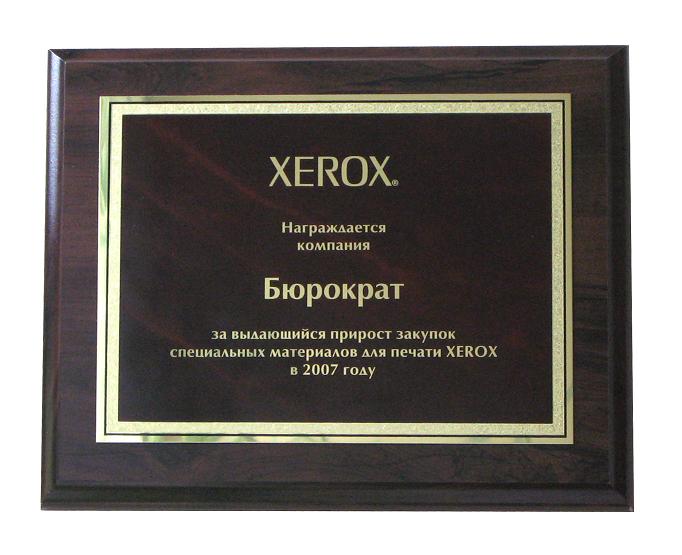 XEROX®
Награждается
компания
Бюрократ
за выдающийся прирост закупок
специальных материалов для печати XEROX
в 2007 году